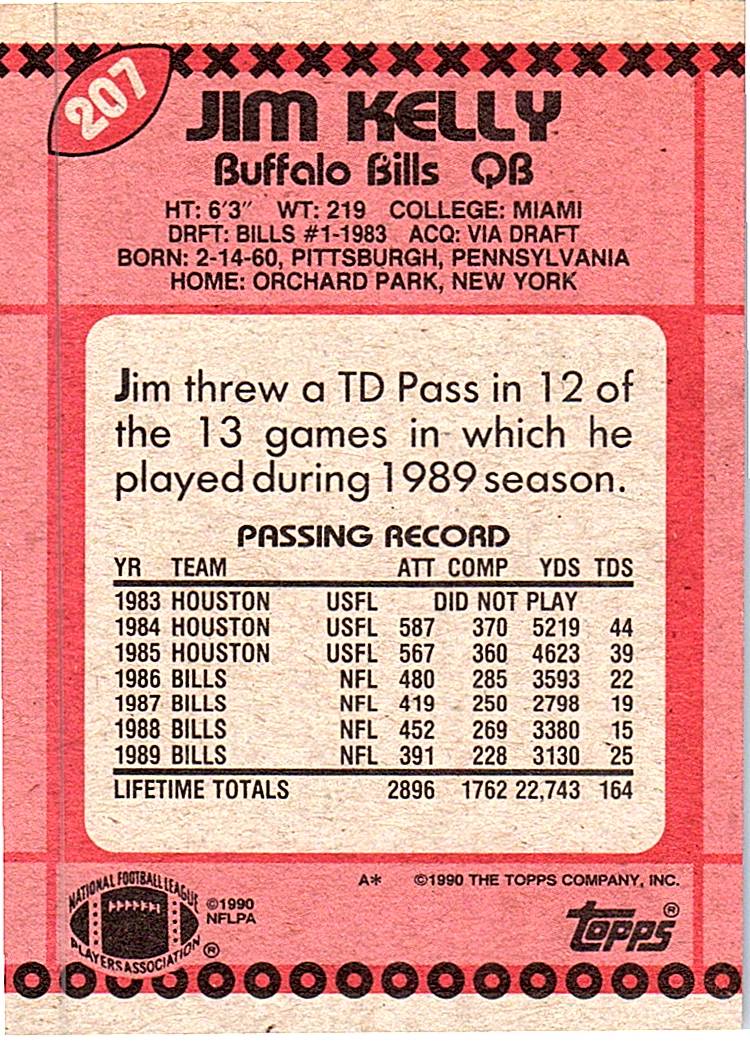 207
JIM KELLY
Buffalo Bills QB
HT: 6'3" WT: 219 COLLEGE: MIAMI
DRFT: BILLS #1-1983 ACQ: VIA DRAFT
BORN: 2-14-60, PITTSBURGH, PENNSYLVANIA
HOME: ORCHARD PARK, NEW YORK
Jim threw a TD Pass in 12 of
the 13 games in which he
played during 1989 season.
PASSING RECORD
YR TEAM ATT COMP YDS TDS
1983 HOUSTON USFL DID NOT PLAY
1984 HOUSTON USFL 587 370 5219 44
1985 HOUSTON USFL 567 360 4623 39
1986 BILLS NFL 480 285 3593 22
1987 BILLS NFL 419 250 2798 19
1988 BILLS NFL 452 269 3380 15
1989 BILLS NFL 391 228 3130 25
LIFETIME TOTALS 2896 1762 22,743 164
A* ©1990 THE TOPPS COMPANY, INC.
NATIONAL FOOTBALL LEAGUE
PLAYERS ASSOCIATION ®
©1990
NFLPA
Topps®